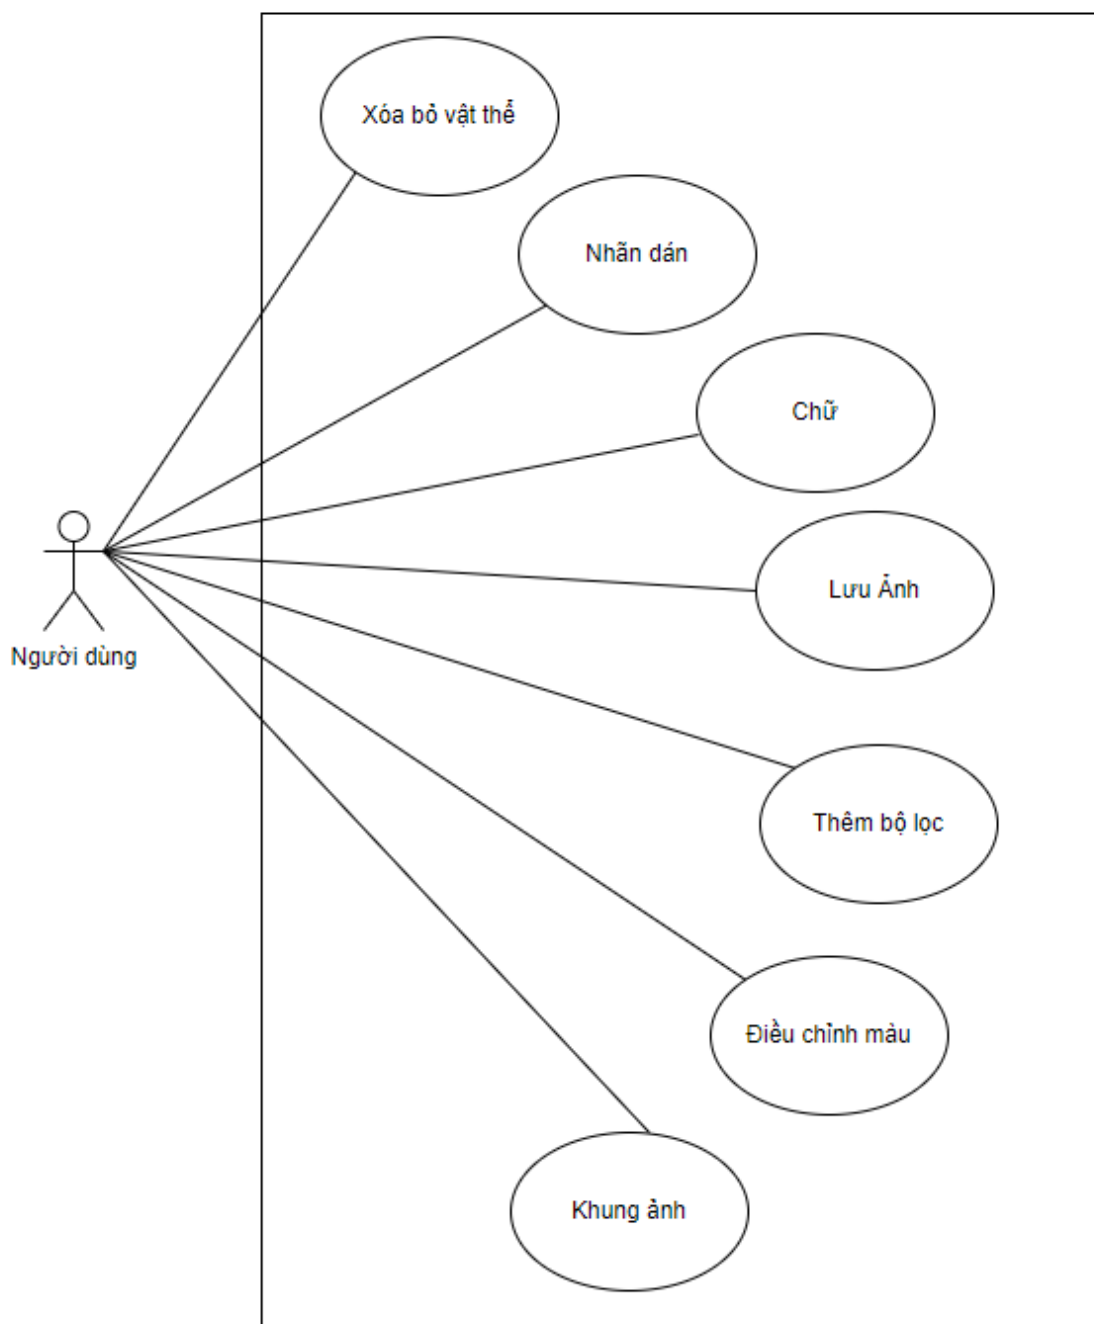 Xóa bỏ vật thể
Nhãn dán
Chữ
Lưu Ảnh
Người dùng
Thêm bộ lọc
Điều chỉnh màu
Khung ảnh